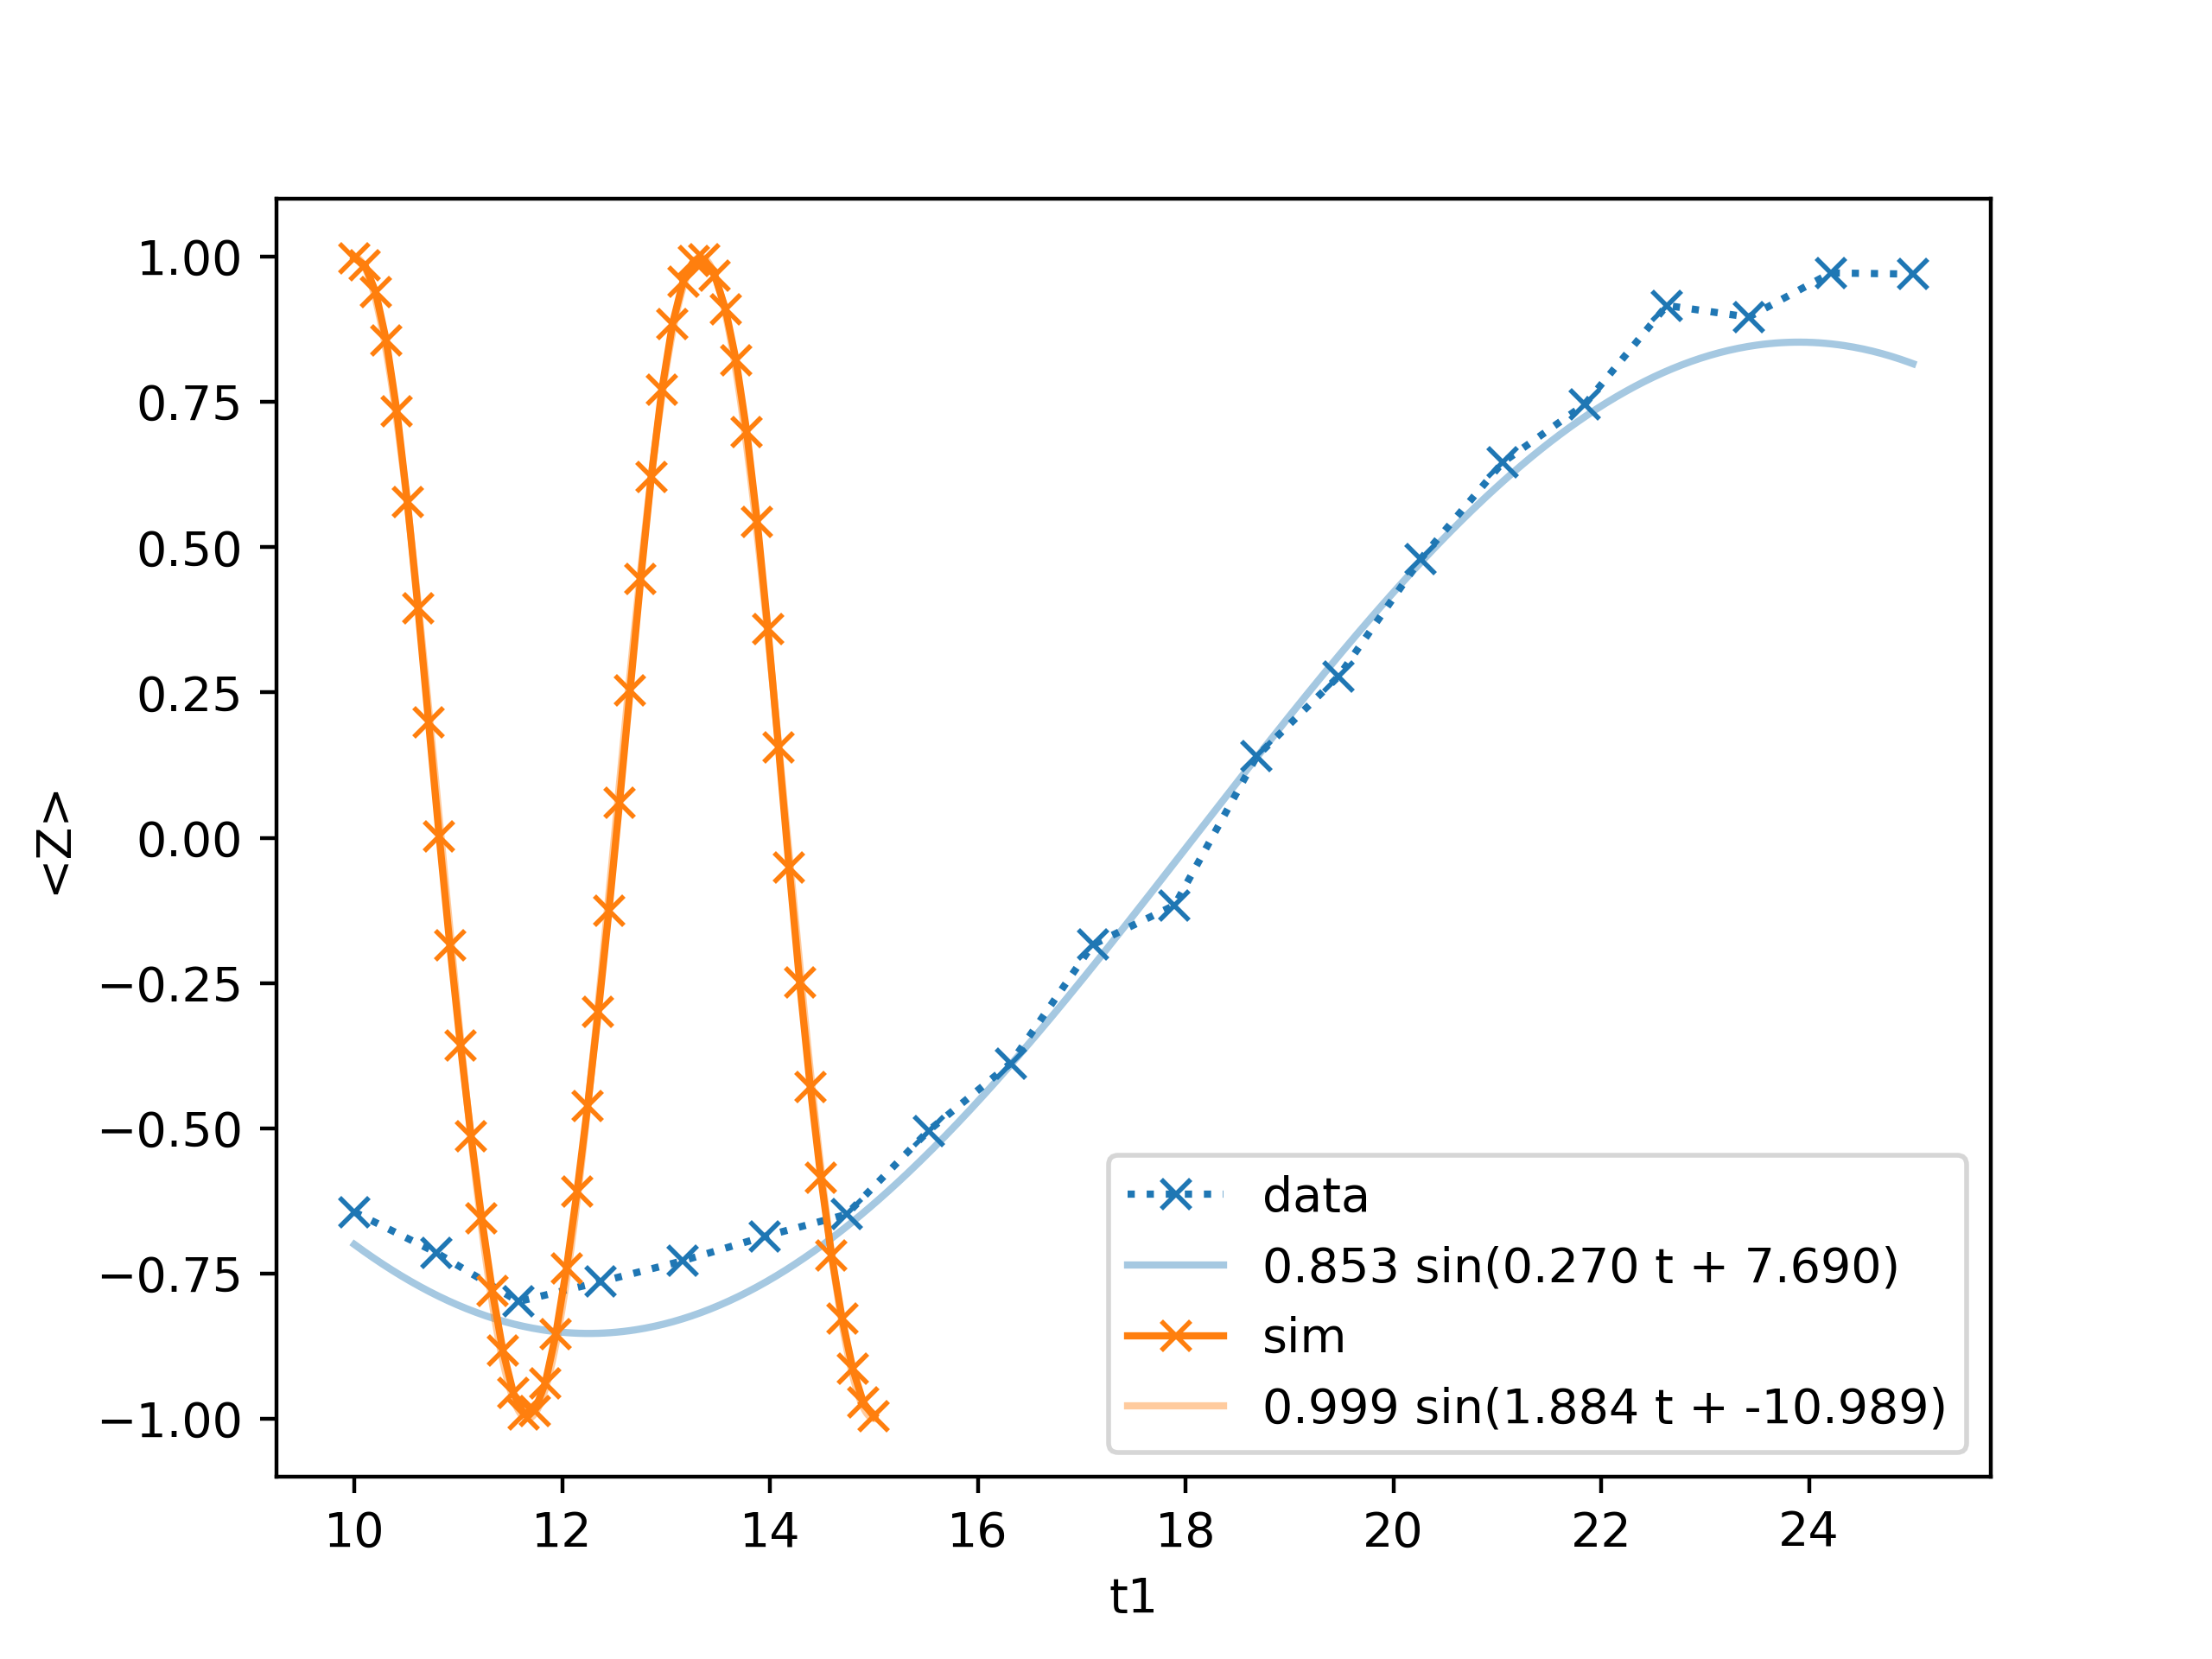 1.00
0.75
0.50
0.25
0.00
−0.25
−0.50
−0.75
−1.00
<Z>
data
0.853 sin(0.270 t + 7.690)
sim
0.999 sin(1.884 t + -10.989)
10 12 14 16 18 20 22 24
t1